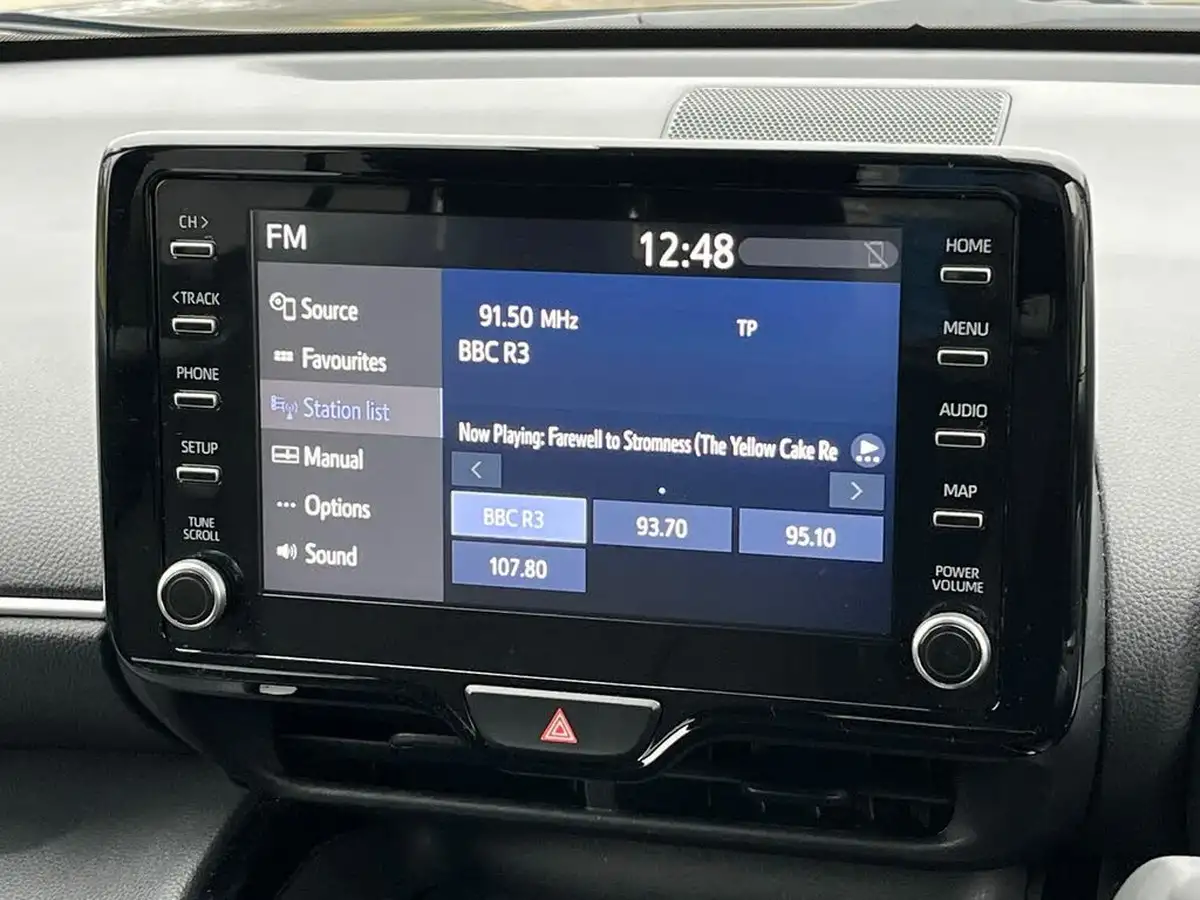 CH >
< TRACK
PHONE
SETUP
TUNE
SCROLL
FM
12:48
Source
Favourites
Station list
Manual
Options
Sound
91.50 MHz
TP
BBC R3
Now Playing: Farewell to Stromness (The Yellow Cake Re
BBC R3
93.70
95.10
107.80
HOME
MENU
AUDIO
MAP
POWER
VOLUME